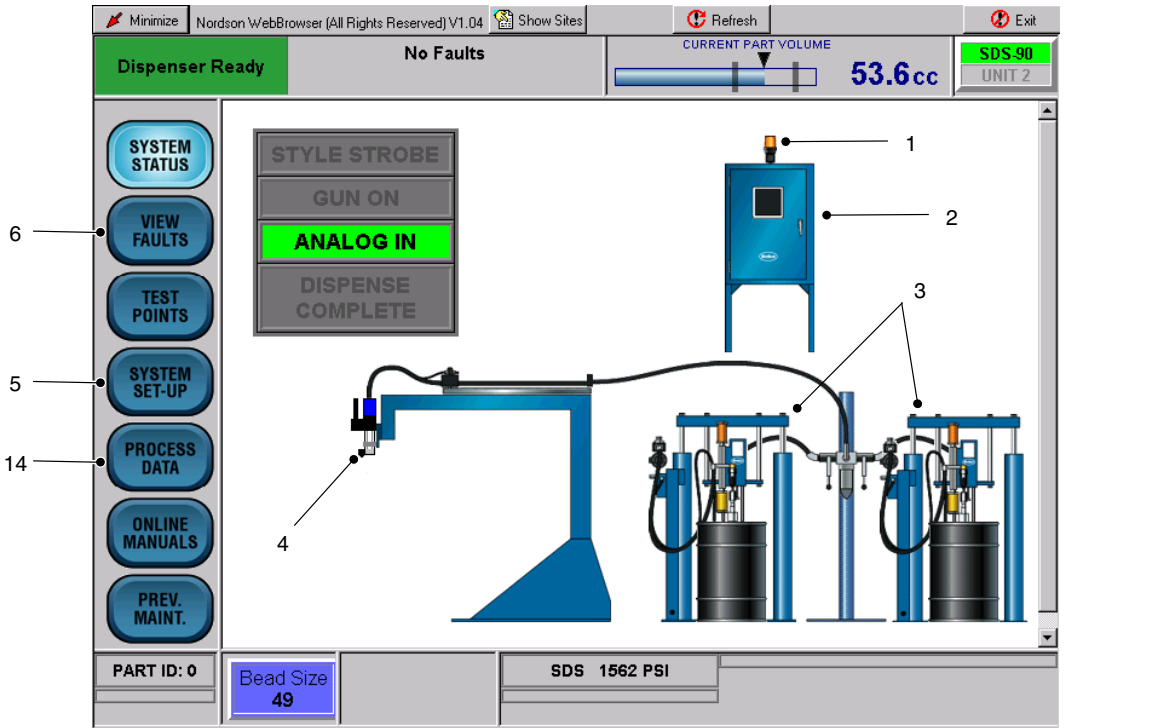 Minimize
Nordson WebBrowser (All Rights Reserved) V1.04
Show Sites
Refresh
Exit
Dispenser Ready
No Faults
CURRENT PART VOLUME
53.6 cc
SDS-90
UNIT 2
SYSTEM
STATUS
VIEW
FAULTS
TEST
POINTS
SYSTEM
SET-UP
PROCESS
DATA
ONLINE
MANUALS
PREV.
MAINT.
6
5
14
STYLE STROBE
GUN ON
ANALOG IN
DISPENSE
COMPLETE
1
2
3
4
PART ID: 0
Bead Size
49
SDS 1562 PSI